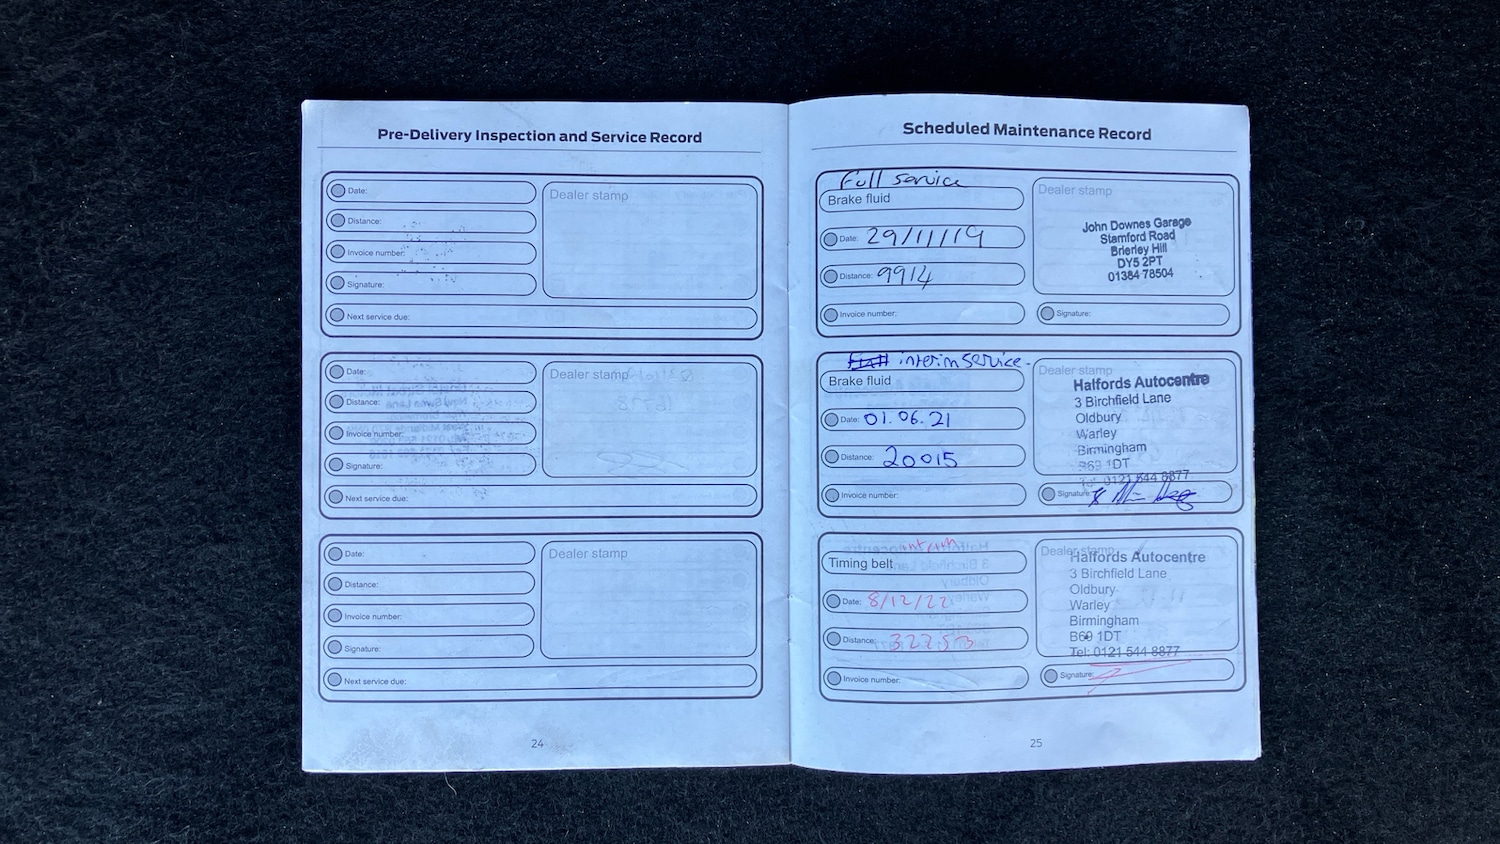 Pre-Delivery Inspection and Service Record
Date:
Distance:
Invoice number:
Signature:
Next service due:
Dealer stamp
Date:
Distance:
Invoice number:
Signature:
Next service due:
Dealer stamp
Date:
Distance:
Invoice number:
Signature:
Next service due:
Dealer stamp
24
Scheduled Maintenance Record
Full service
Brake fluid
Date: 29/11/19
Distance: 9914
Invoice number:
Dealer stamp
John Downes Garage
Stamford Road
Brierley Hill
DY5 2PT
01384 78504
Signature:
interim service.
Brake fluid
Date: 01.06.21
Distance: 20015
Invoice number:
Dealer stamp
Halfords Autocentre
3 Birchfield Lane
Oldbury
Warley
Birmingham
B69 1DT
Tel: 0121 544 8877
Signature:
Timing belt
Date: 8/12/22
Distance: 32253
Invoice number:
Dealer stamp
Halfords Autocentre
3 Birchfield Lane
Oldbury
Warley
Birmingham
B69 1DT
Tel: 0121 544 8877
Signature:
25